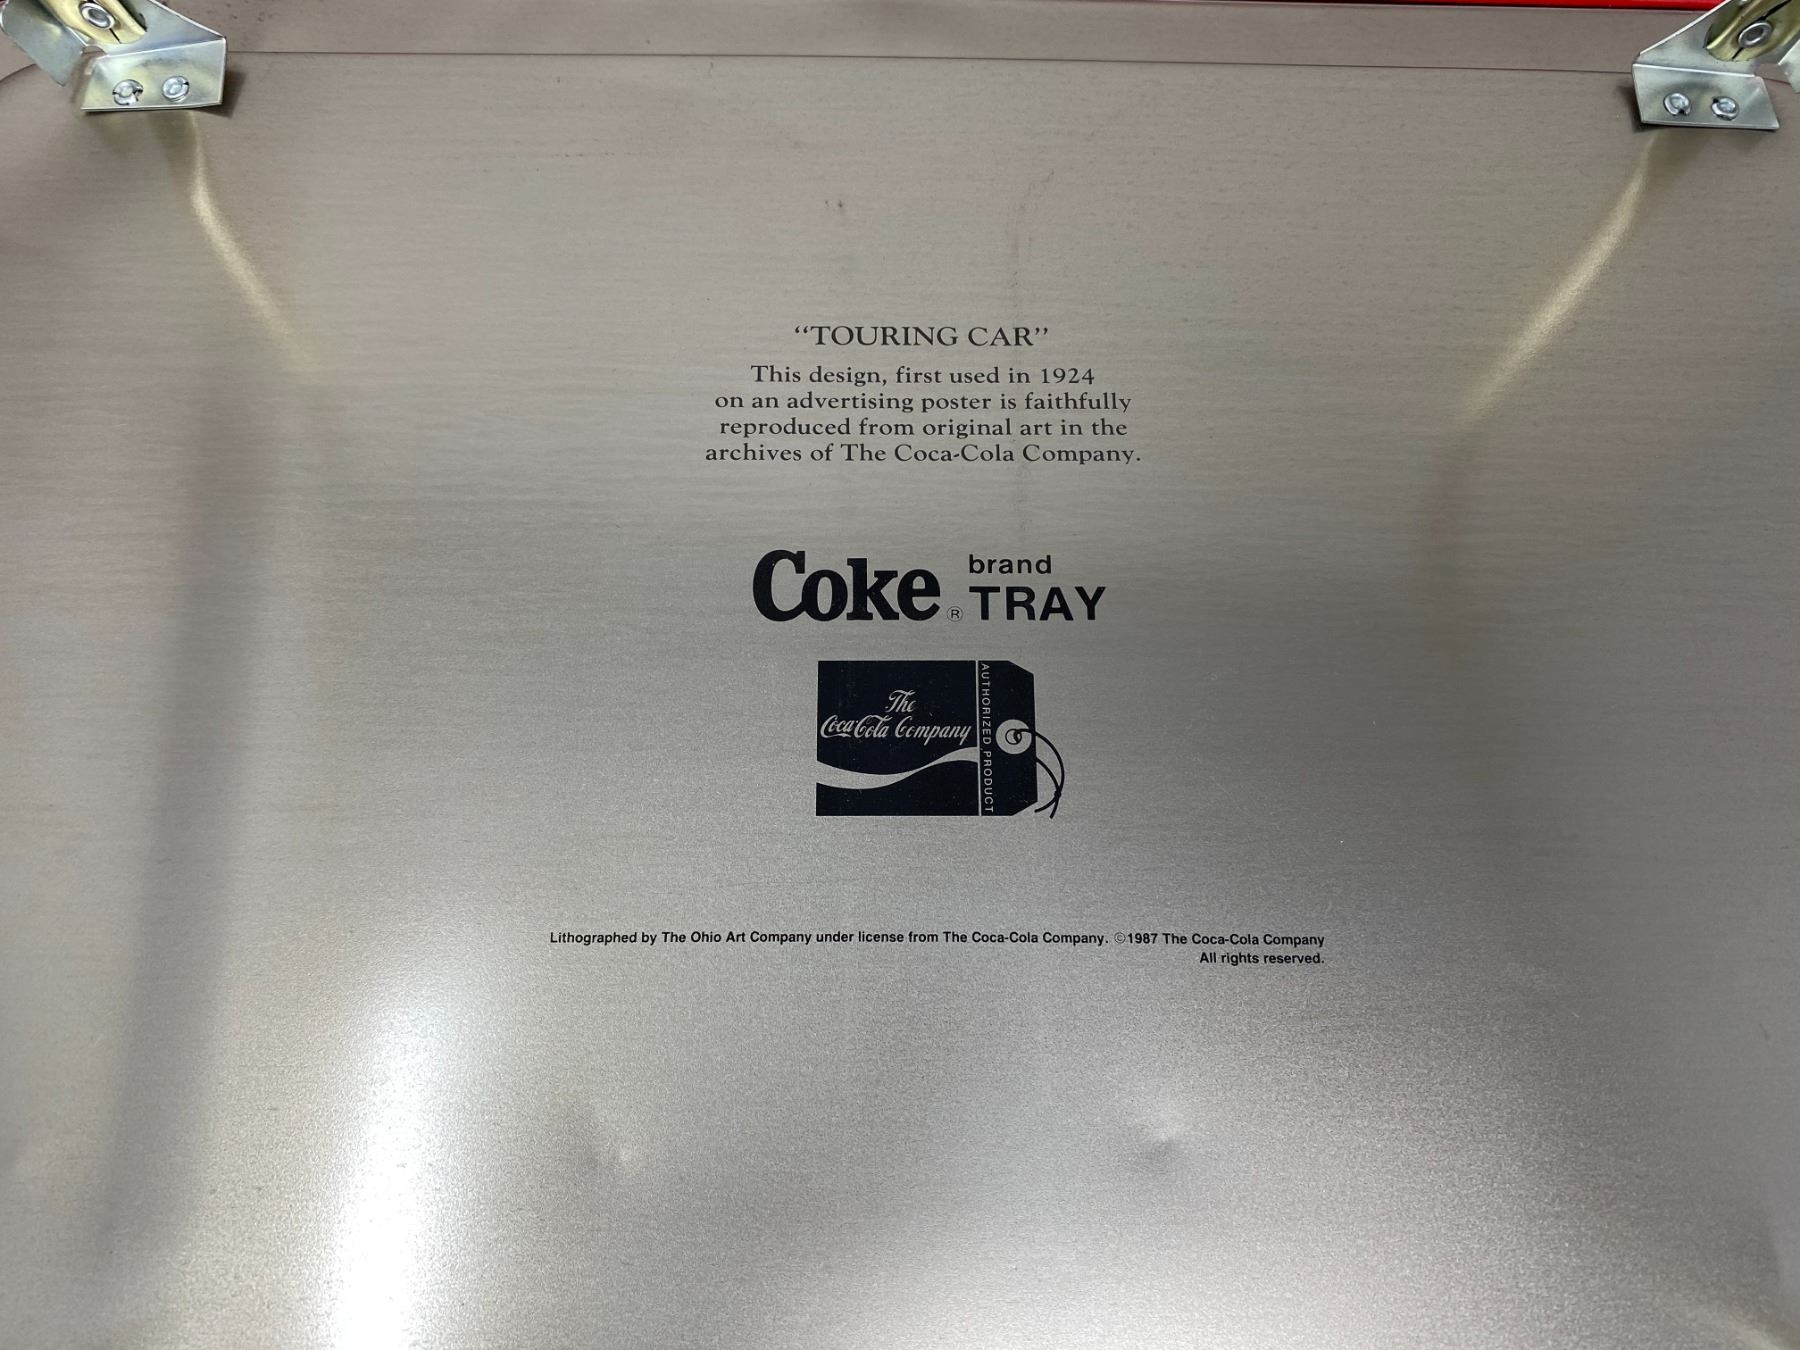 “TOURING CAR”
This design, first used in 1924
on an advertising poster is faithfully
reproduced from original art in the
archives of The Coca-Cola Company.
Coke® brand
TRAY
The
Coca-Cola Company
AUTHORIZED PRODUCT
Lithographed by The Ohio Art Company under license from The Coca-Cola Company. ©1987 The Coca-Cola Company
All rights reserved.